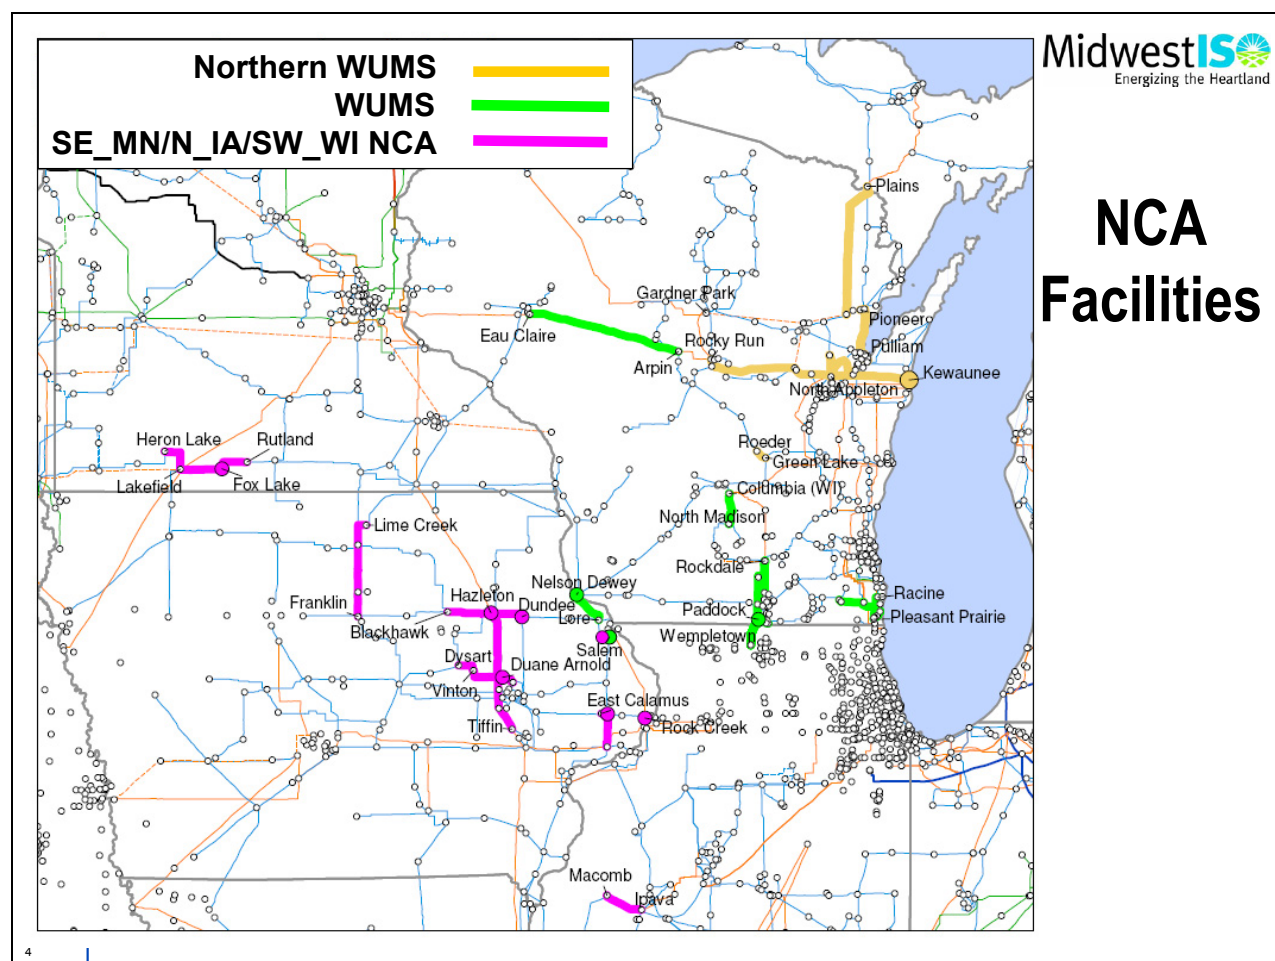 Northern WUMS
WUMS
SE_MN/N_IA/SW_WI NCA
MidwestISO
Energizing the Heartland
NCA
Facilities
Plains
Gardner Park
Pioneer
Eau Claire
Rocky Run
Pulliam
Arpin
Kewaunee
North Appleton
Heron Lake
Rutland
Roeder
Green Lake
Lakefield
Fox Lake
Columbia (WI)
North Madison
Lime Creek
Rockdale
Nelson Dewey
Hazleton
Racine
Franklin
Dundee
Paddock
Pleasant Prairie
Lore
Blackhawk
Wempletown
Salem
Dysart
Duane Arnold
Vinton
East Calamus
Tiffin
Rock Creek
Macomb
Ipava
4